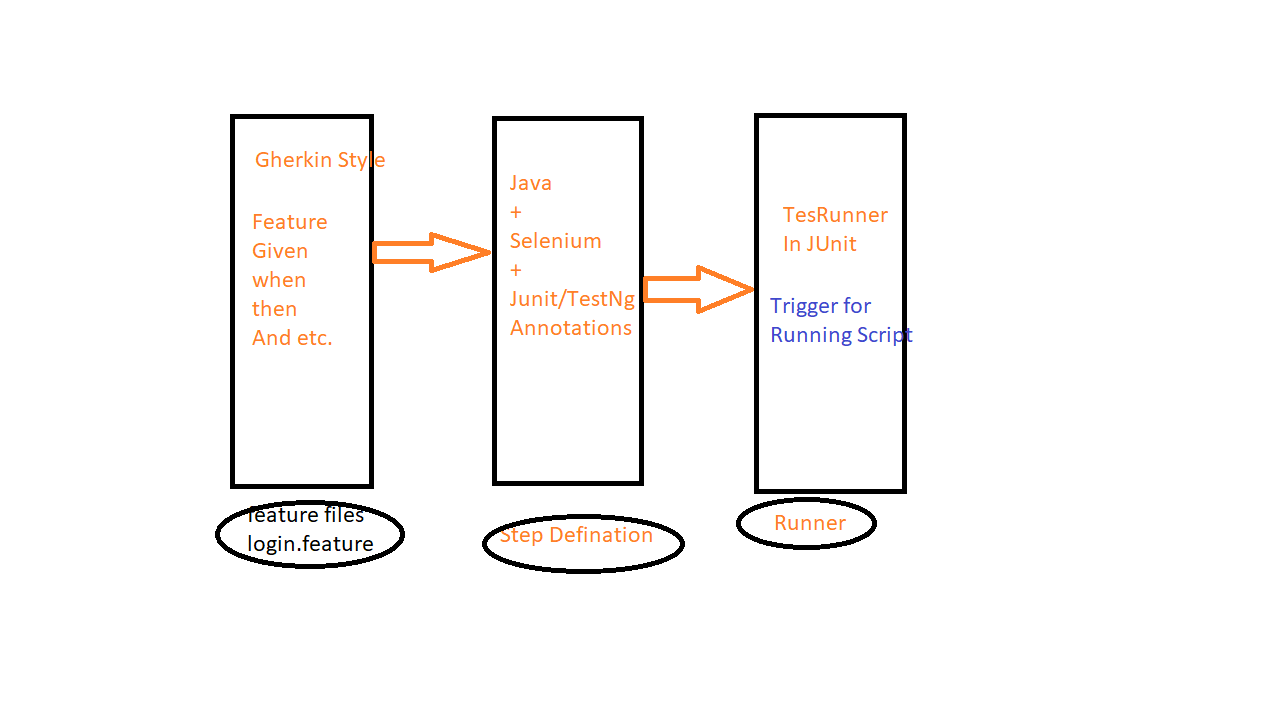 Gherkin Style
Feature
Given
when
then
And etc.
feature files
login.feature
Java
+
Selenium
+
Junit/TestNg
Annotations
Step Defination
TesRunner
In JUnit
Trigger for
Running Script
Runner